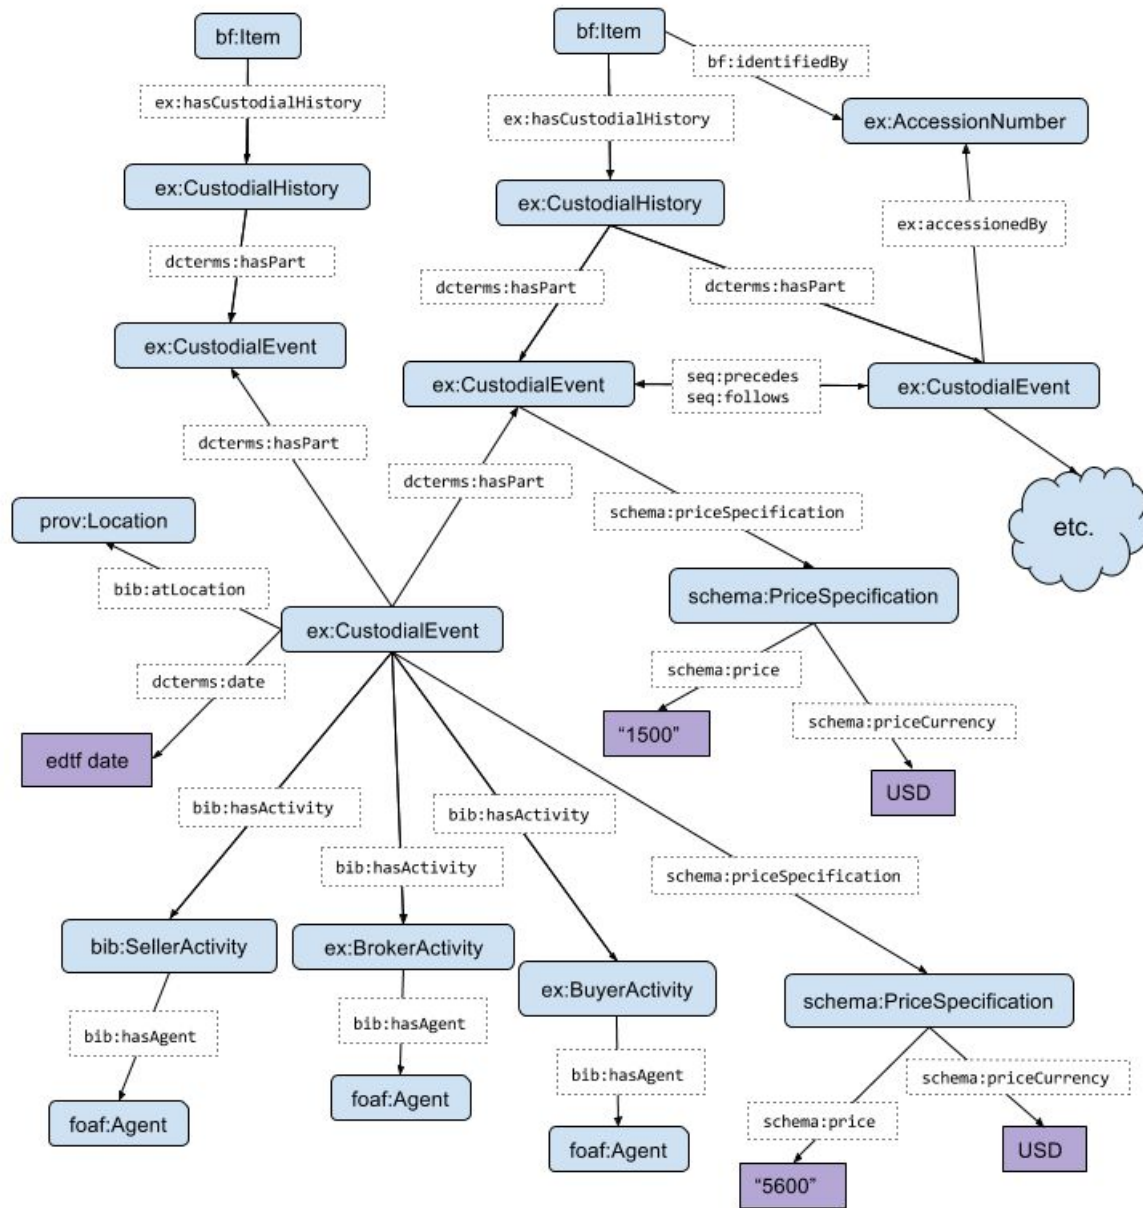 bf:Item
bf:Item
bf:identifiedBy
ex:hasCustodialHistory
ex:hasCustodialHistory
ex:AccessionNumber
ex:CustodialHistory
ex:CustodialHistory
ex:accessionedBy
dcterms:hasPart
dcterms:hasPart
dcterms:hasPart
ex:CustodialEvent
ex:CustodialEvent
seq:precedes
seq:follows
ex:CustodialEvent
dcterms:hasPart
dcterms:hasPart
prov:Location
schema:priceSpecification
etc.
bib:atLocation
schema:PriceSpecification
ex:CustodialEvent
schema:price
dcterms:date
schema:priceCurrency
“1500”
edtf date
USD
bib:hasActivity
bib:hasActivity
bib:hasActivity
schema:priceSpecification
bib:SellerActivity
ex:BrokerActivity
ex:BuyerActivity
schema:PriceSpecification
bib:hasAgent
bib:hasAgent
bib:hasAgent
schema:priceCurrency
foaf:Agent
foaf:Agent
foaf:Agent
schema:price
USD
“5600”